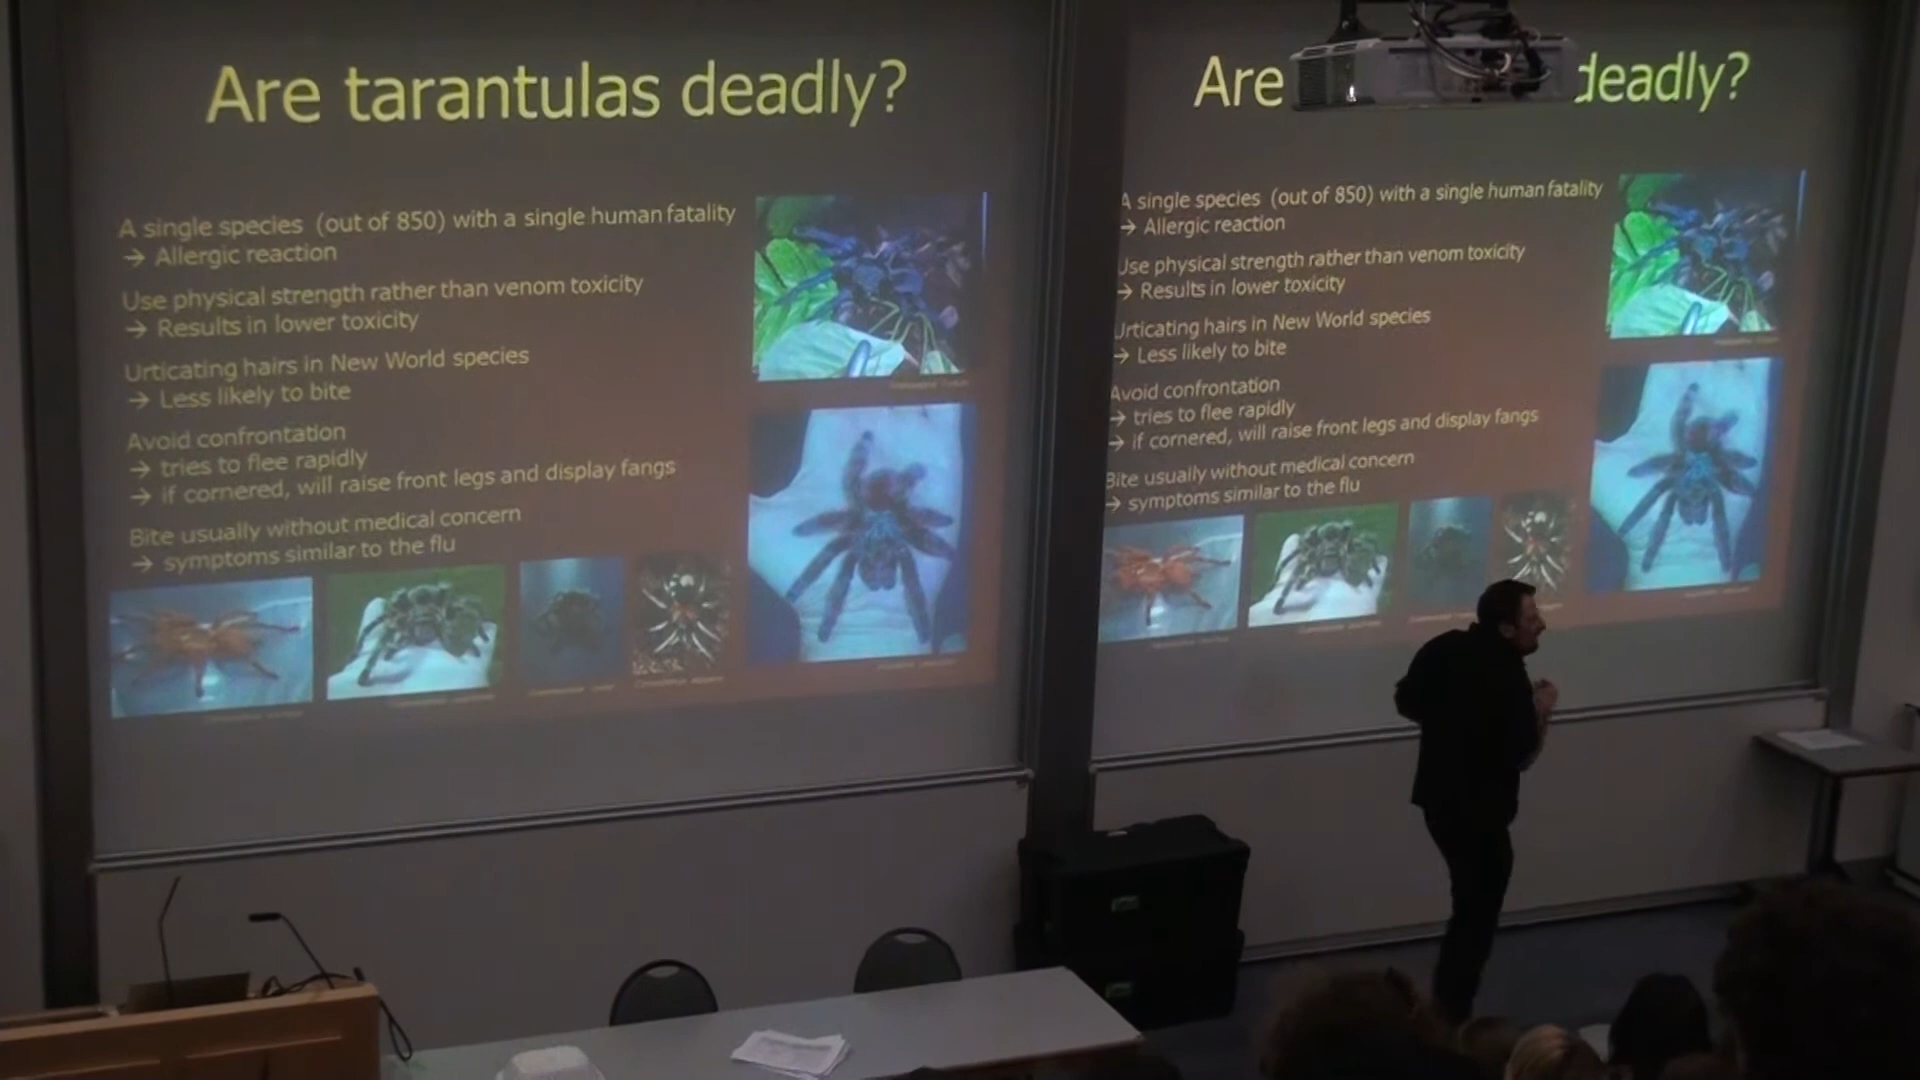 Are tarantulas deadly?
A single species (out of 850) with a single human fatality
→ Allergic reaction
Use physical strength rather than venom toxicity
→ Results in lower toxicity
Urticating hairs in New World species
→ Less likely to bite
Avoid confrontation
→ tries to flee rapidly
→ if cornered, will raise front legs and display fangs
Bite usually without medical concern
→ symptoms similar to the flu
Are deadly?
A single species (out of 850) with a single human fatality
→ Allergic reaction
Use physical strength rather than venom toxicity
→ Results in lower toxicity
Urticating hairs in New World species
→ Less likely to bite
Avoid confrontation
→ tries to flee rapidly
→ if cornered, will raise front legs and display fangs
Bite usually without medical concern
→ symptoms similar to the flu